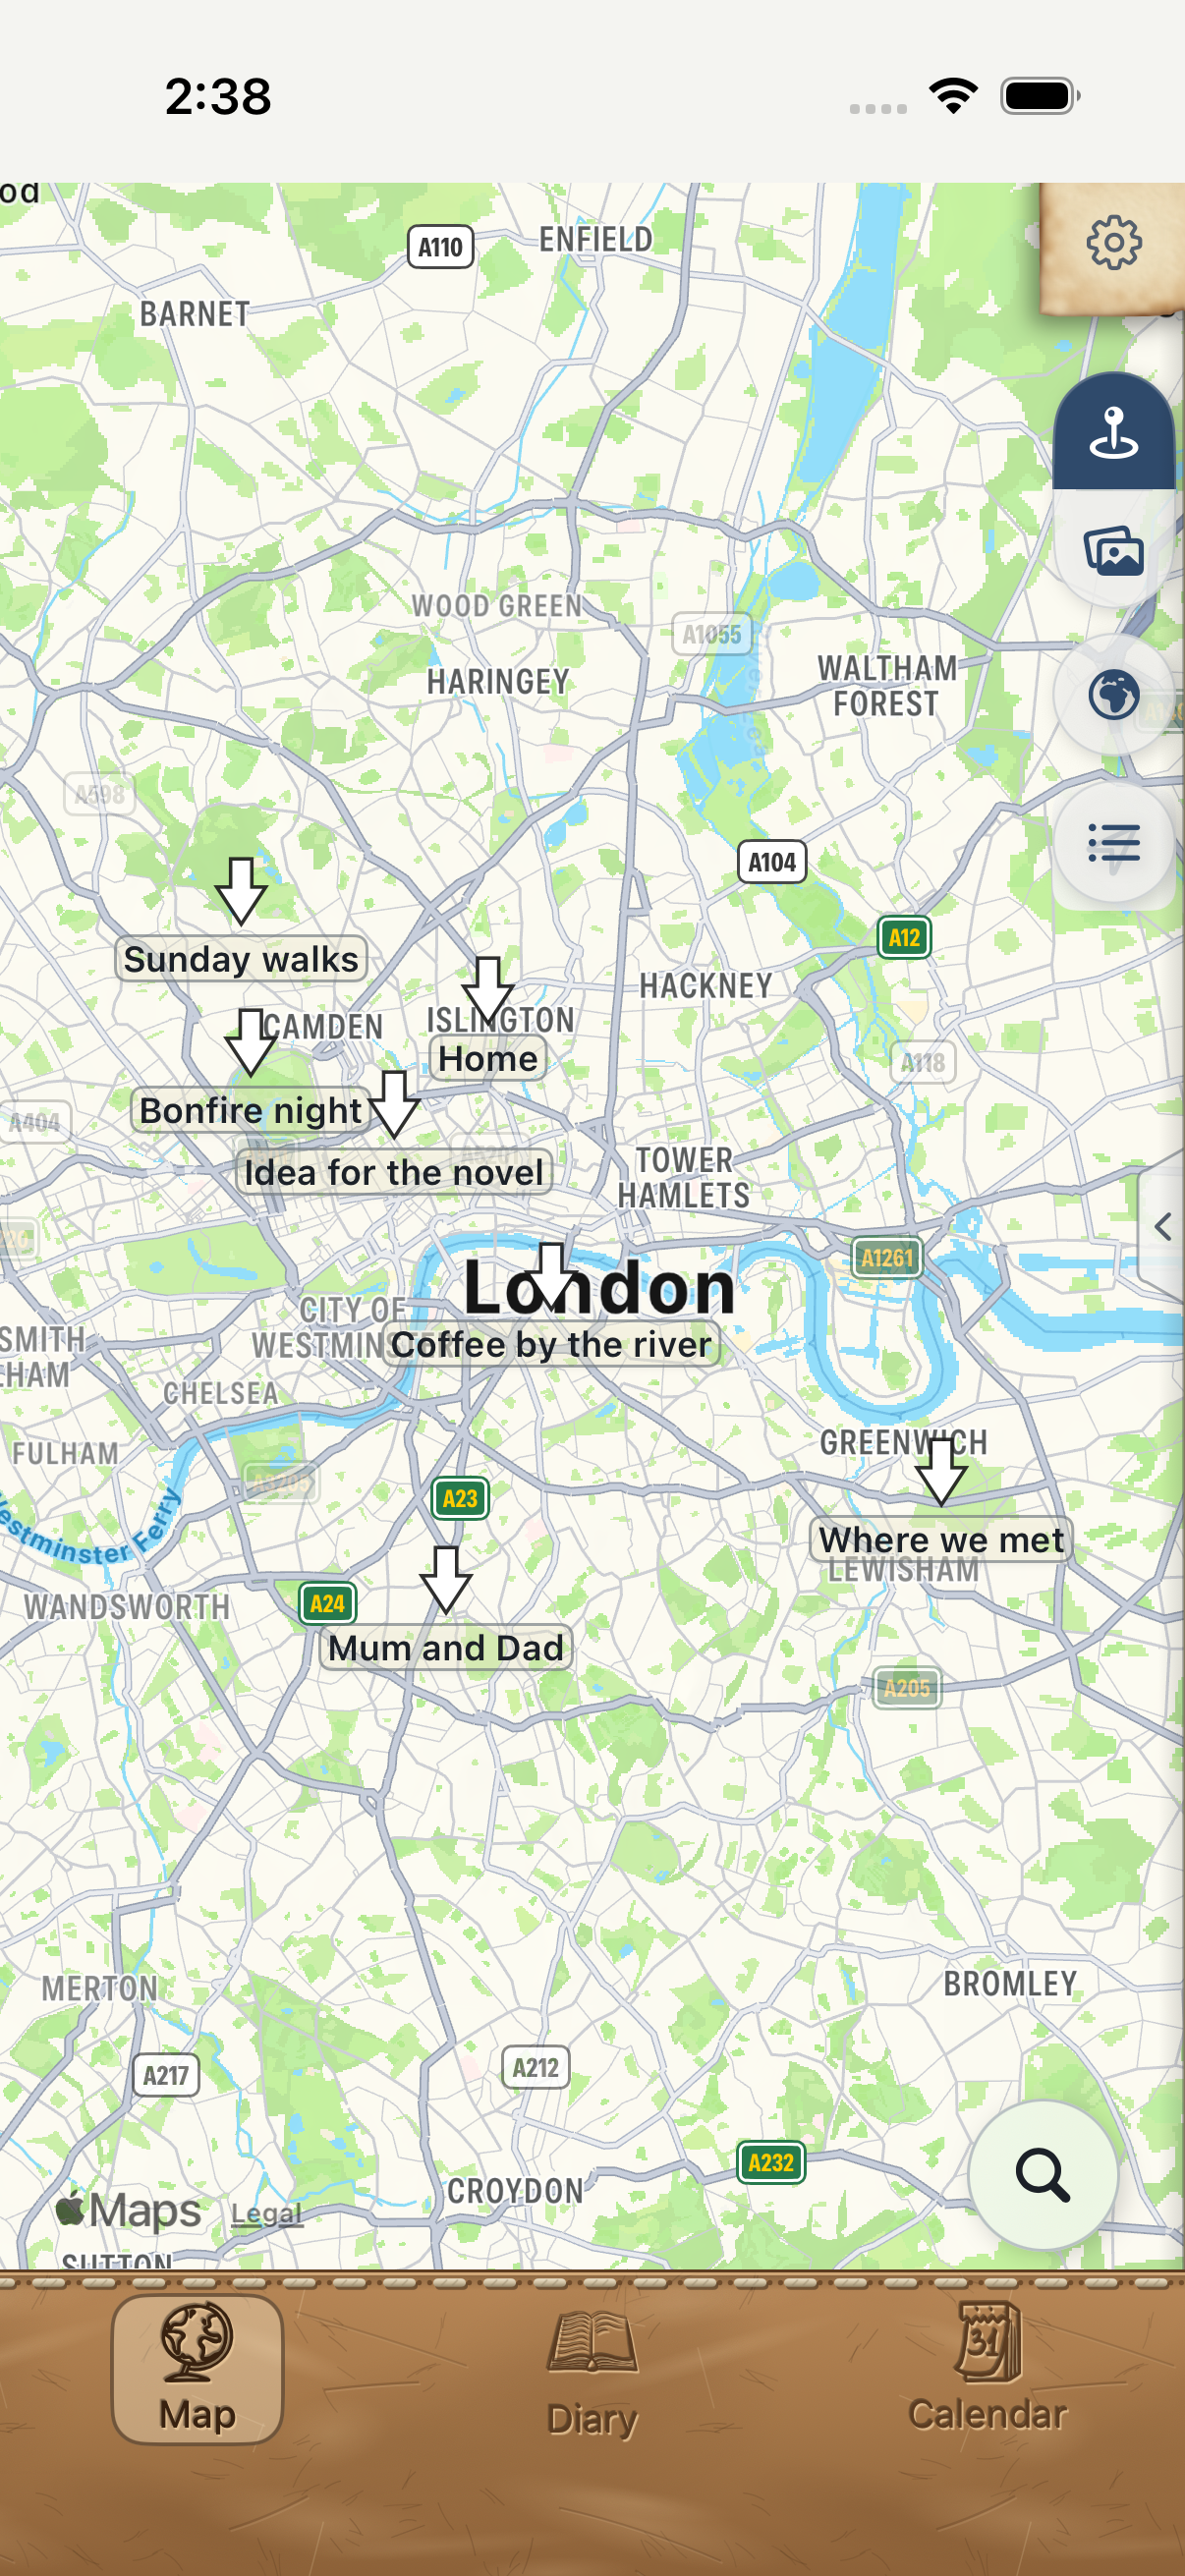 2:38
od
A110
ENFIELD
BARNET
WOOD GREEN
A1055
HARINGEY
WALTHAM
FOREST
A598
A104
A12
Sunday walks
HACKNEY
ISLINGTON
CAMDEN
Home
A118
Bonfire night
A404
Idea for the novel
TOWER
HAMLETS
A1261
London
CITY OF
Coffee by the river
SMITH
HAM
CHELSEA
GREENWICH
FULHAM
A23
Westminster Ferry
Where we met
LEWISHAM
WANDSWORTH
A24
Mum and Dad
A205
MERTON
BROMLEY
A217
A212
A232
CROYDON
Maps
Legal
SUTTON
31
Map
Diary
Calendar